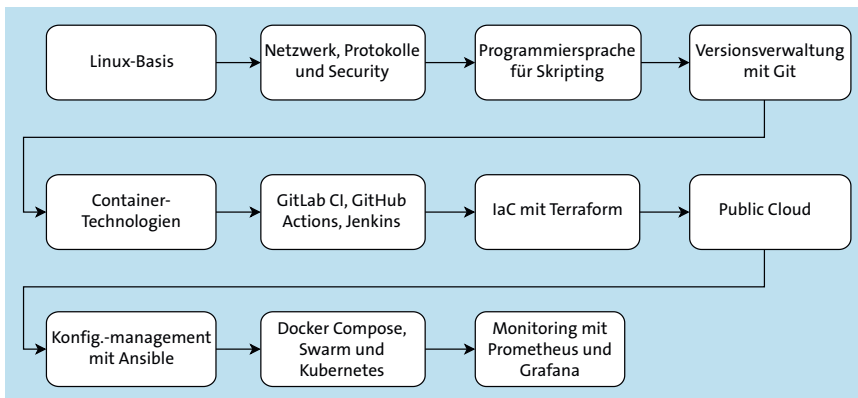 Linux-Basis
Netzwerk, Protokolle
und Security
Programmiersprache
für Skripting
Versionsverwaltung
mit Git
Container-
Technologien
GitLab CI, GitHub
Actions, Jenkins
IaC mit Terraform
Public Cloud
Konfig.-management
mit Ansible
Docker Compose,
Swarm und
Kubernetes
Monitoring mit
Prometheus und
Grafana